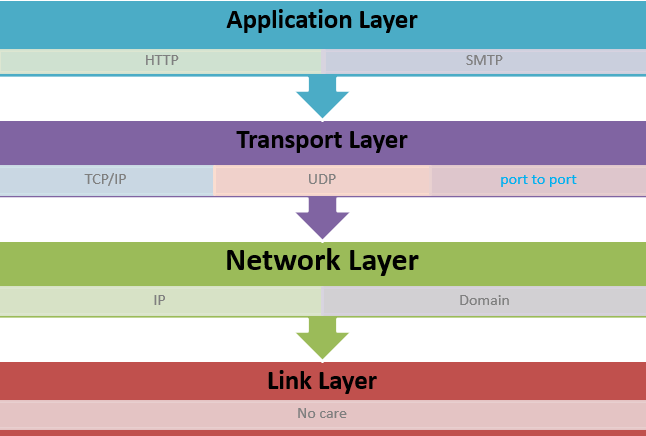 Application Layer
HTTP SMTP
Transport Layer
TCP/IP UDP port to port
Network Layer
IP Domain
Link Layer
No care